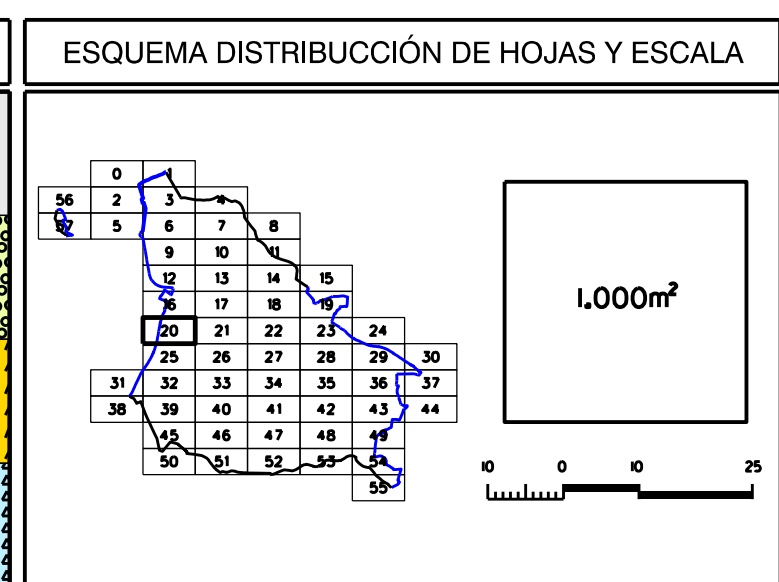 ESQUEMA DISTRIBUCCIÓN DE HOJAS Y ESCALA
0 1
56 2 3 4
57 5 6 7 8
9 10 11
12 13 14 15
16 17 18 19
20 21 22 23 24
25 26 27 28 29 30
31 32 33 34 35 36 37
38 39 40 41 42 43 44
45 46 47 48 49
50 51 52 53 54
55
1.000m²
10 0 10 25